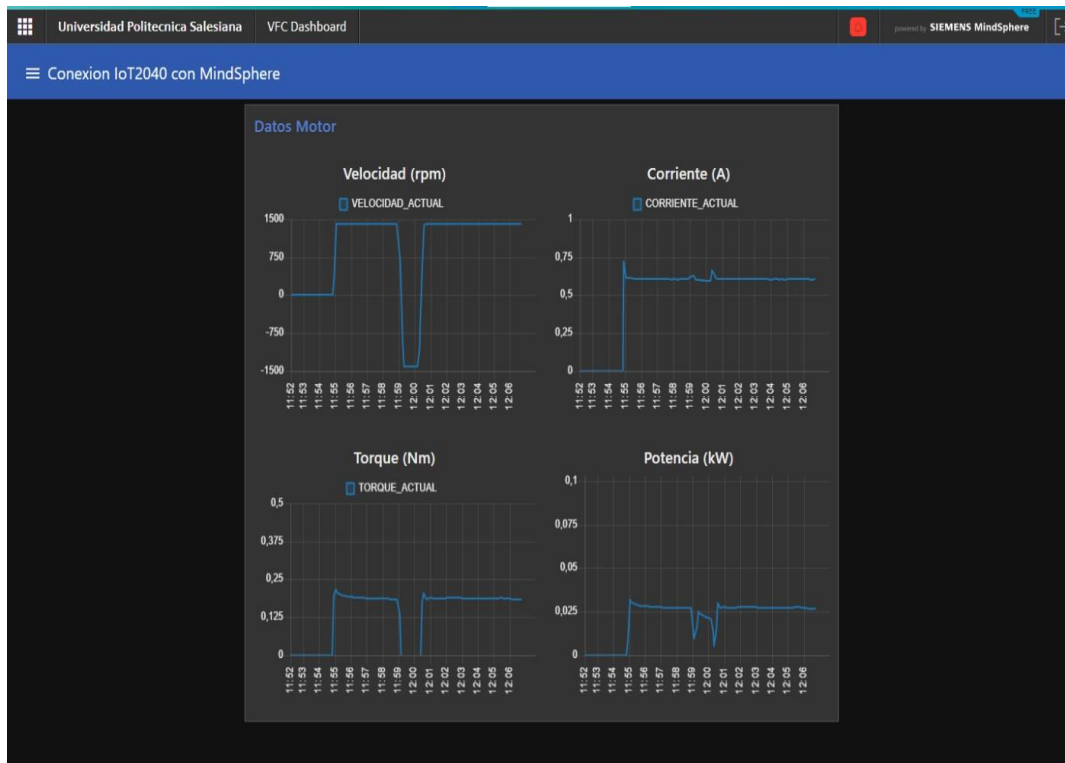 Universidad Politecnica Salesiana VFC Dashboard FREE powered by SIEMENS MindSphere
Conexion IoT2040 con MindSphere
Datos Motor
Velocidad (rpm)
VELOCIDAD_ACTUAL
1500
750
0
-750
-1500
11:52 11:53 11:54 11:55 11:56 11:57 11:58 11:59 12:00 12:01 12:02 12:03 12:04 12:05 12:06
Corriente (A)
CORRIENTE_ACTUAL
1
0,75
0,5
0,25
0
11:52 11:53 11:54 11:55 11:56 11:57 11:58 11:59 12:00 12:01 12:02 12:03 12:04 12:05 12:06
Torque (Nm)
TORQUE_ACTUAL
0,5
0,375
0,25
0,125
0
11:52 11:53 11:54 11:55 11:56 11:57 11:58 11:59 12:00 12:01 12:02 12:03 12:04 12:05 12:06
Potencia (kW)
0,1
0,075
0,05
0,025
0
11:52 11:53 11:54 11:55 11:56 11:57 11:58 11:59 12:00 12:01 12:02 12:03 12:04 12:05 12:06